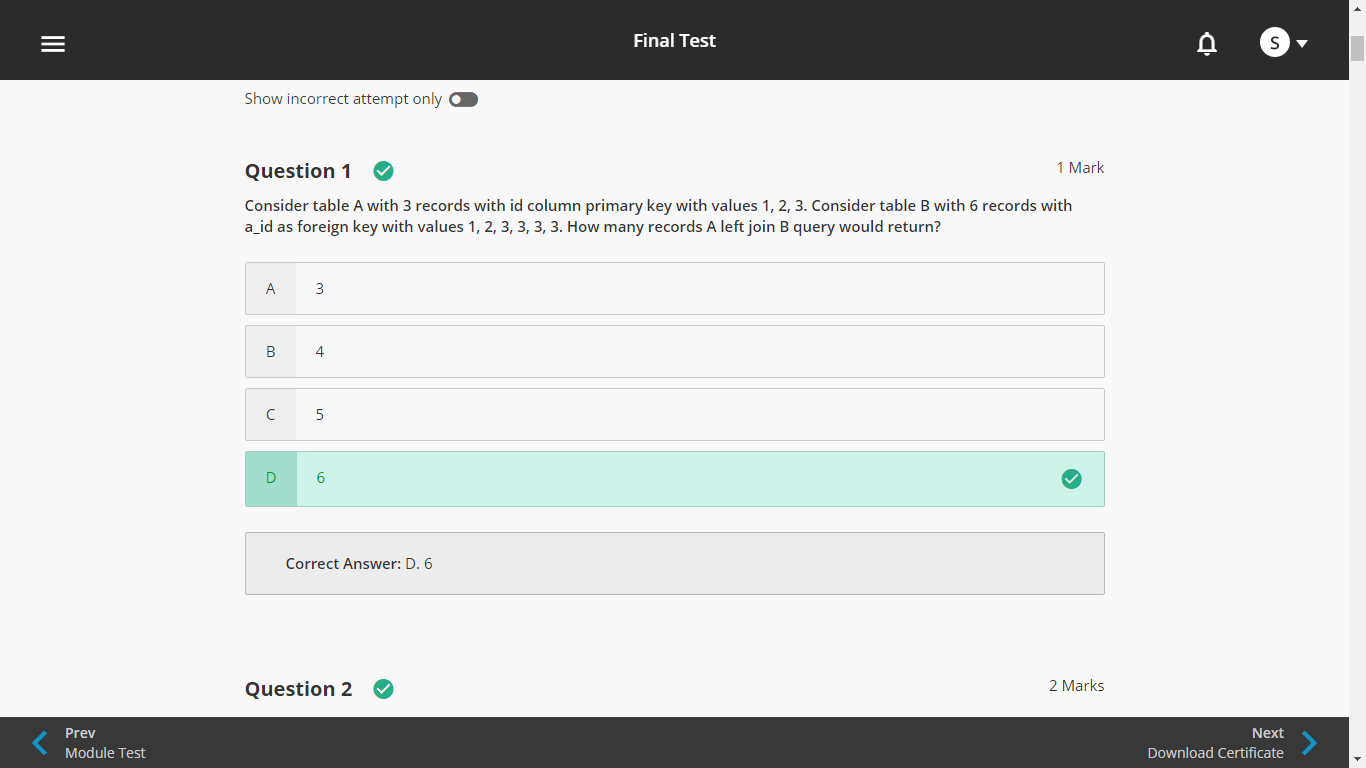 Final Test
S
Show incorrect attempt only
Question 1
1 Mark
Consider table A with 3 records with id column primary key with values 1, 2, 3. Consider table B with 6 records with
a_id as foreign key with values 1, 2, 3, 3, 3, 3. How many records A left join B query would return?
A 3
B 4
C 5
D 6
Correct Answer: D. 6
Question 2
2 Marks
Prev
Module Test
Next
Download Certificate